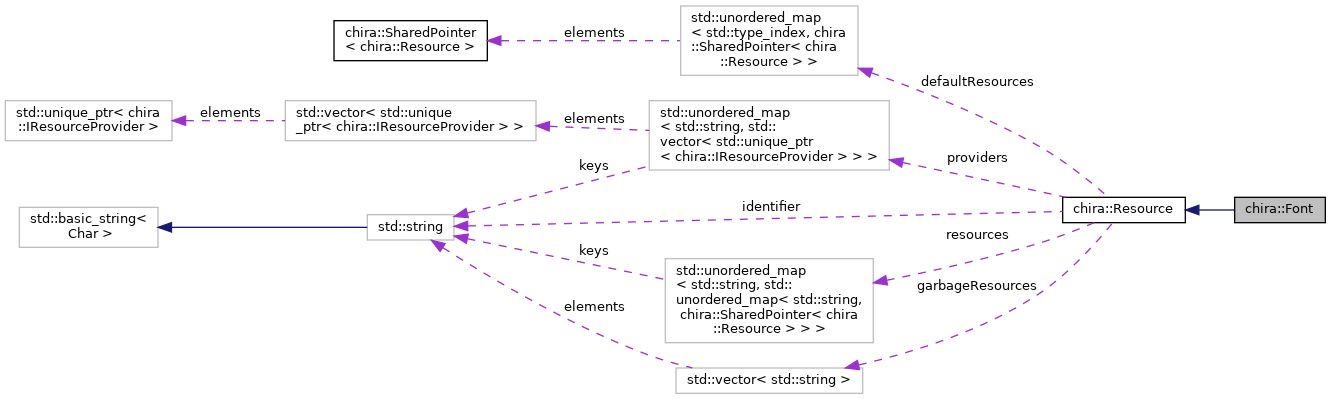 std::unordered_map
< std::type_index, chira
::SharedPointer< chira
::Resource > >
chira::SharedPointer
< chira::Resource >
elements
defaultResources
std::unique_ptr< chira
::IResourceProvider >
elements
std::vector< std::unique
_ptr< chira::IResourceProvider > >
elements
std::unordered_map
< std::string, std::
vector< std::unique_ptr
< chira::IResourceProvider > > >
providers
keys
identifier
chira::Resource
chira::Font
std::basic_string<
Char >
std::string
keys
resources
std::unordered_map
< std::string, std::
unordered_map< std::string,
chira::SharedPointer< chira
::Resource > > >
garbageResources
elements
std::vector< std::string >